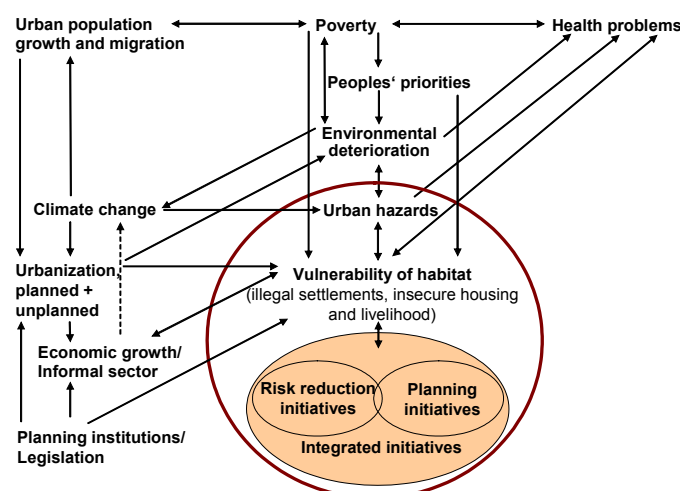 Urban population
growth and migration
Poverty
Health problems
Peoples‘ priorities
Environmental
deterioration
Climate change
Urban hazards
Urbanization,
planned +
unplanned
Vulnerability of habitat
(illegal settlements, insecure housing
and livelihood)
Economic growth/
Informal sector
Risk reduction
initiatives
Planning
initiatives
Integrated initiatives
Planning institutions/
Legislation